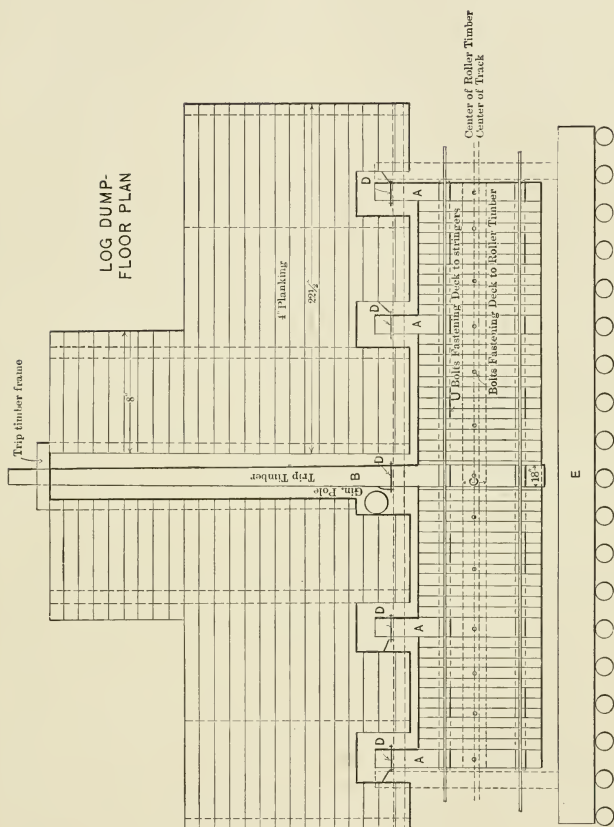 LOG DUMP-
FLOOR PLAN
Trip timber frame
8'
4" Planking
22½"
Trip Timber
Gin. Pole
B
D
D
D
D
D
A
A
A
A
C
U Bolts Fastening Deck to stringers
Bolts Fastening Deck to Roller Timber
Center of Roller Timber
Center of Track
18"
E